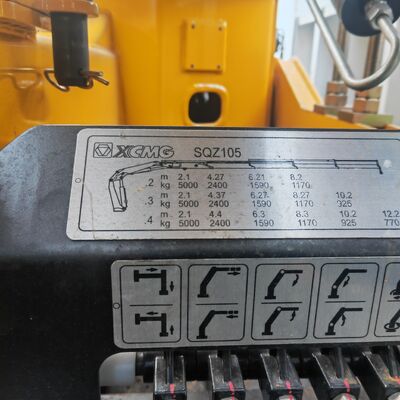 XCMG SQZ105
.2 m 2.1 4.27 6.21 8.2
kg 5000 2400 1590 1170
.3 m 2.1 4.37 6.27 8.27 10.2
kg 5000 2400 1590 1170 925
.4 m 2.1 4.4 6.3 8.3 10.2 12.2
kg 5000 2400 1590 1170 925 770